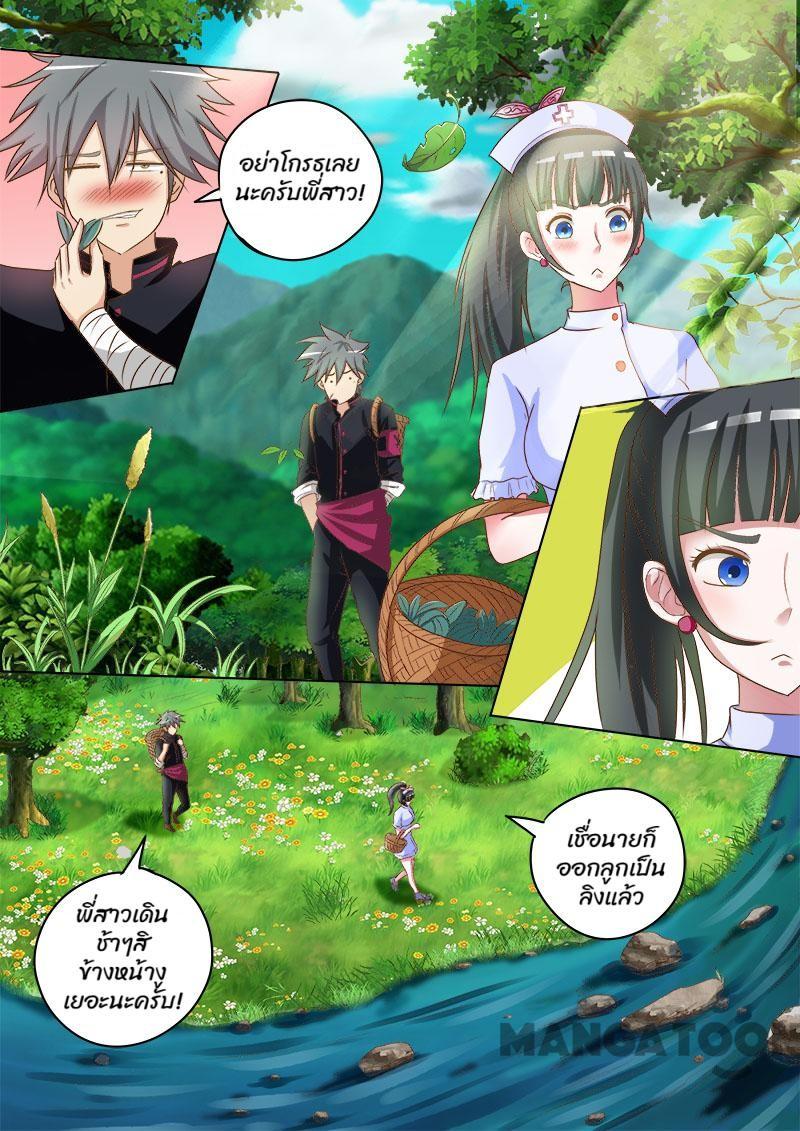 อย่าโกรธเลย
นะครับพี่สาว!
เชื่อนายก็
ออกลูกเป็น
ลิงแล้ว
พี่สาวเดิน
ช้าๆสิ
ข้างหน้างู
เยอะนะครับ!
MANGATOON